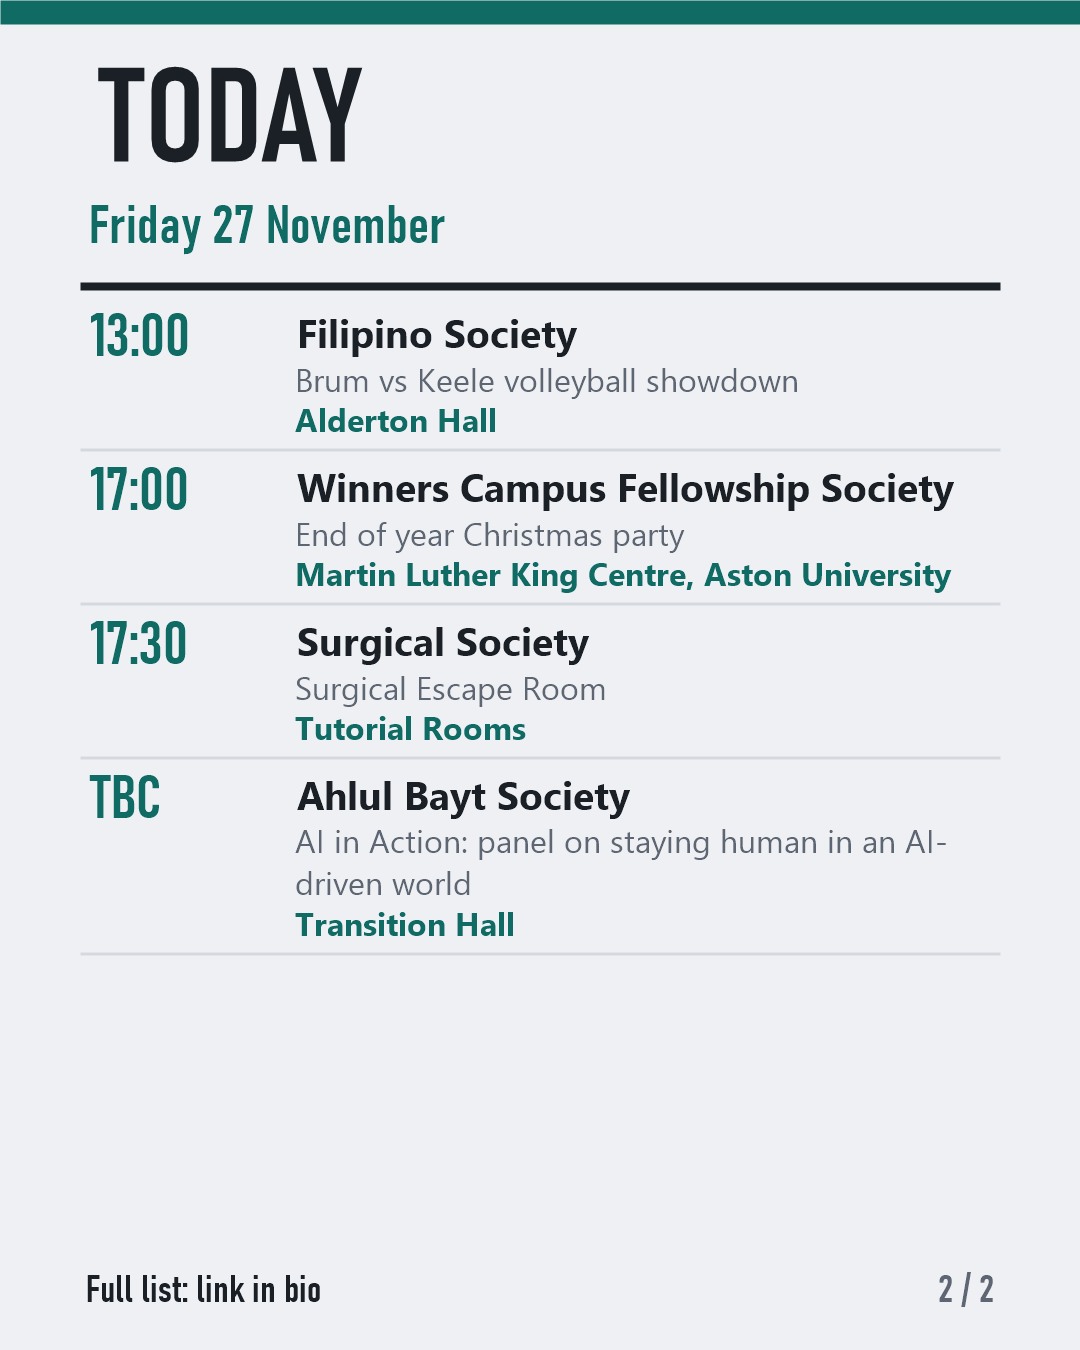 TODAY
Friday 27 November
13:00
Filipino Society
Brum vs Keele volleyball showdown
Alderton Hall
17:00
Winners Campus Fellowship Society
End of year Christmas party
Martin Luther King Centre, Aston University
17:30
Surgical Society
Surgical Escape Room
Tutorial Rooms
TBC
Ahlul Bayt Society
AI in Action: panel on staying human in an AI-
driven world
Transition Hall
Full list: link in bio
2 / 2